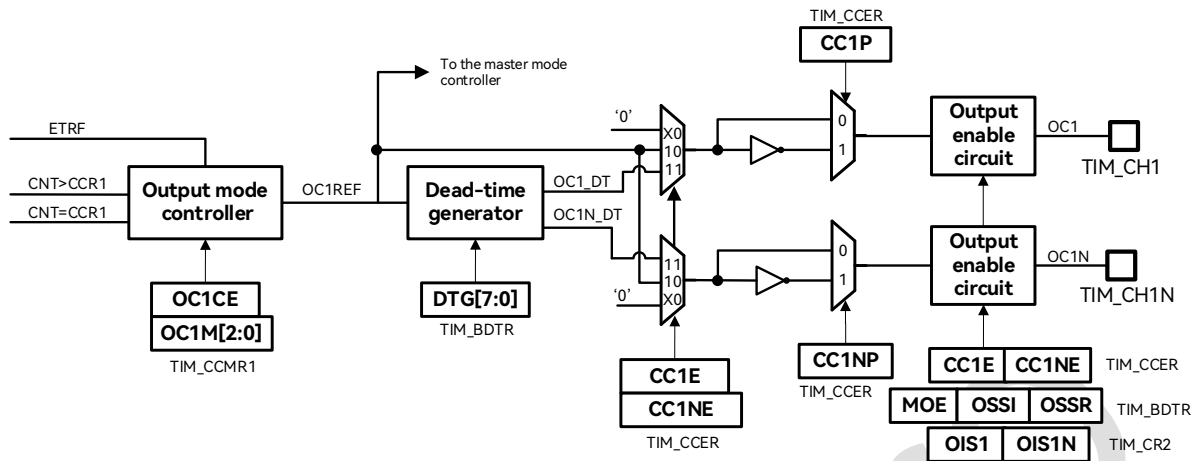 TIM_CCER
CC1P
To the master mode
controller
ETRF
CNT>CCR1
CNT=CCR1
Output mode
controller
OC1REF
Dead-time
generator
OC1_DT
OC1N_DT
'0'
X0
10
11
0
1
Output
enable
circuit
OC1
TIM_CH1
11
10
X0
'0'
0
1
Output
enable
circuit
OC1N
TIM_CH1N
OC1CE
OC1M[2:0]
TIM_CCMR1
DTG[7:0]
TIM_BDTR
CC1E
CC1NE
TIM_CCER
CC1NP
TIM_CCER
CC1E CC1NE TIM_CCER
MOE OSSI OSSR TIM_BDTR
OIS1 OIS1N TIM_CR2